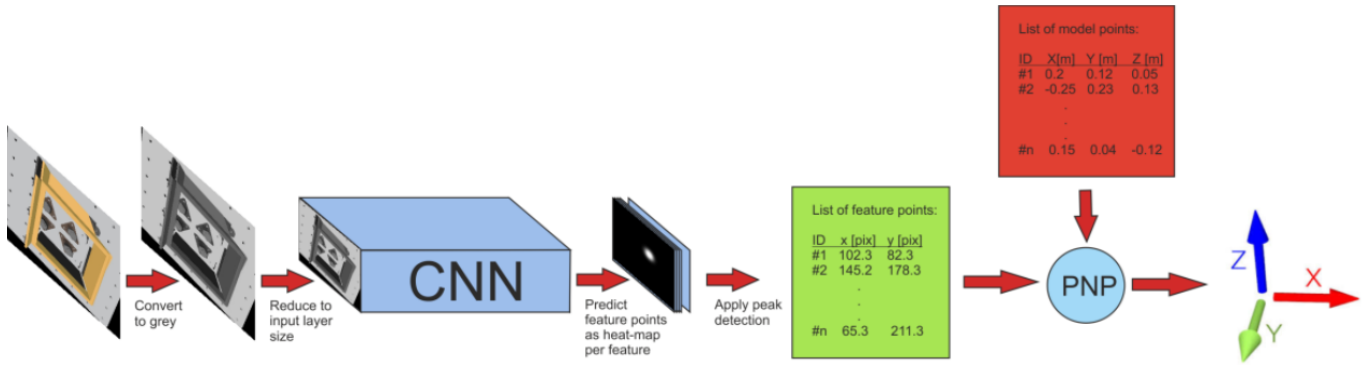 Convert
to grey
Reduce to
input layer
size
CNN
Predict
feature points
as heat-map
per feature
Apply peak
detection
List of feature points:
ID x [pix] y [pix]
#1 102.3 82.3
#2 145.2 178.3
.
.
.
#n 65.3 211.3
List of model points:
ID X[m] Y [m] Z [m]
#1 0.2 0.12 0.05
#2 -0.25 0.23 0.13
.
.
.
#n 0.15 0.04 -0.12
PNP
Z
X
Y